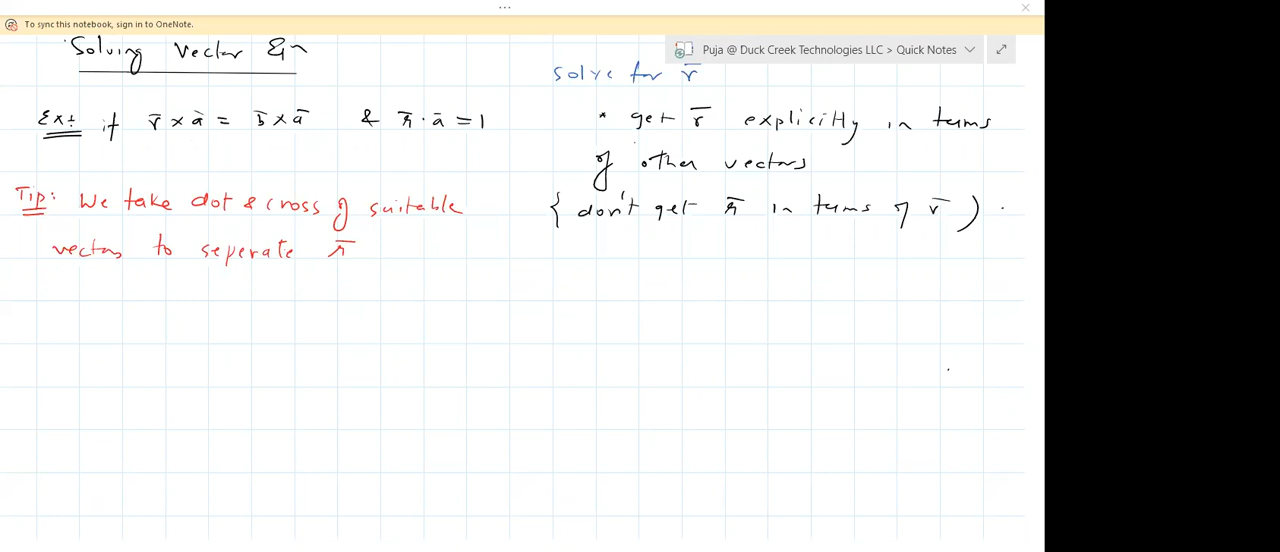 To sync this notebook, sign in to OneNote.
Puja @ Duck Creek Technologies LLC > Quick Notes
Solving Vector Eqn
Ex: if r̄ × ā = b̄ × ā & r̄ · ā = 1
Tip: We take dot & cross of suitable
vectors to seperate r̄
solve for r̄
* get r̄ explicitly in terms
of other vectors
{ don't get r̄ in terms of r̄ ) .